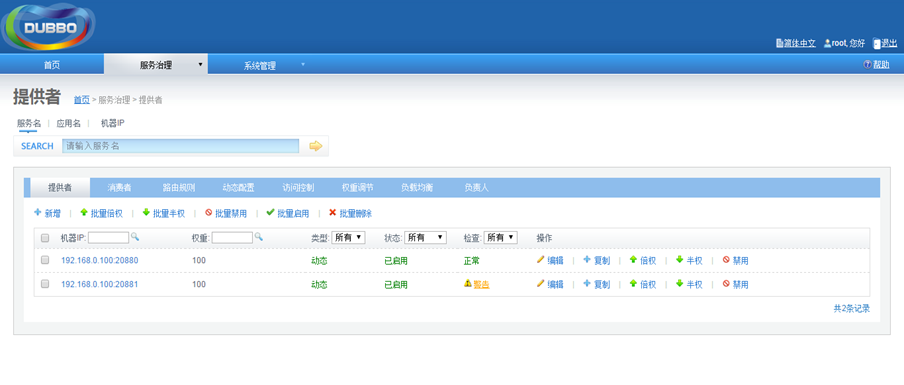 DUBBO
简体中文 root, 您好 退出
首页 服务治理 系统管理 帮助
提供者 首页 > 服务治理 > 提供者
服务名 | 应用名 | 机器IP
SEARCH 请输入服务名
提供者 消费者 路由规则 动态配置 访问控制 权重调节 负载均衡 负责人
新增 | 批量倍权 | 批量半权 | 批量禁用 | 批量启用 | 批量删除
机器IP: 权重: 类型: 所有 状态: 所有 检查: 所有 操作
192.168.0.100:20880 100 动态 已启用 正常 编辑 | 复制 | 倍权 | 半权 | 禁用
192.168.0.100:20881 100 动态 已启用 警告 编辑 | 复制 | 倍权 | 半权 | 禁用
共2条记录